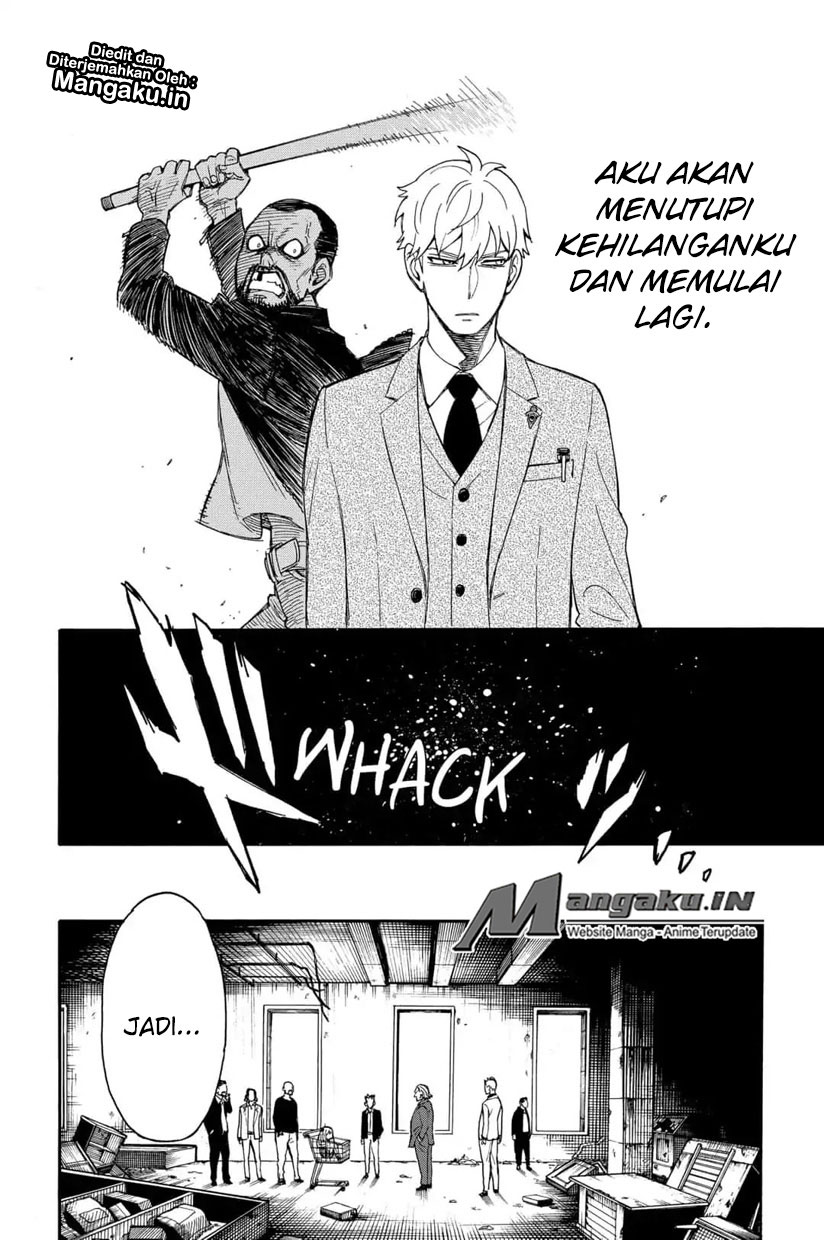 Diedit dan
Diterjemahkan Oleh :
Mangaku.in
AKU AKAN
MENUTUPI
KEHILANGANKU
DAN MEMULAI
LAGI.
WHACK
Mangaku.IN
Website Manga - Anime Terupdate
JADI...